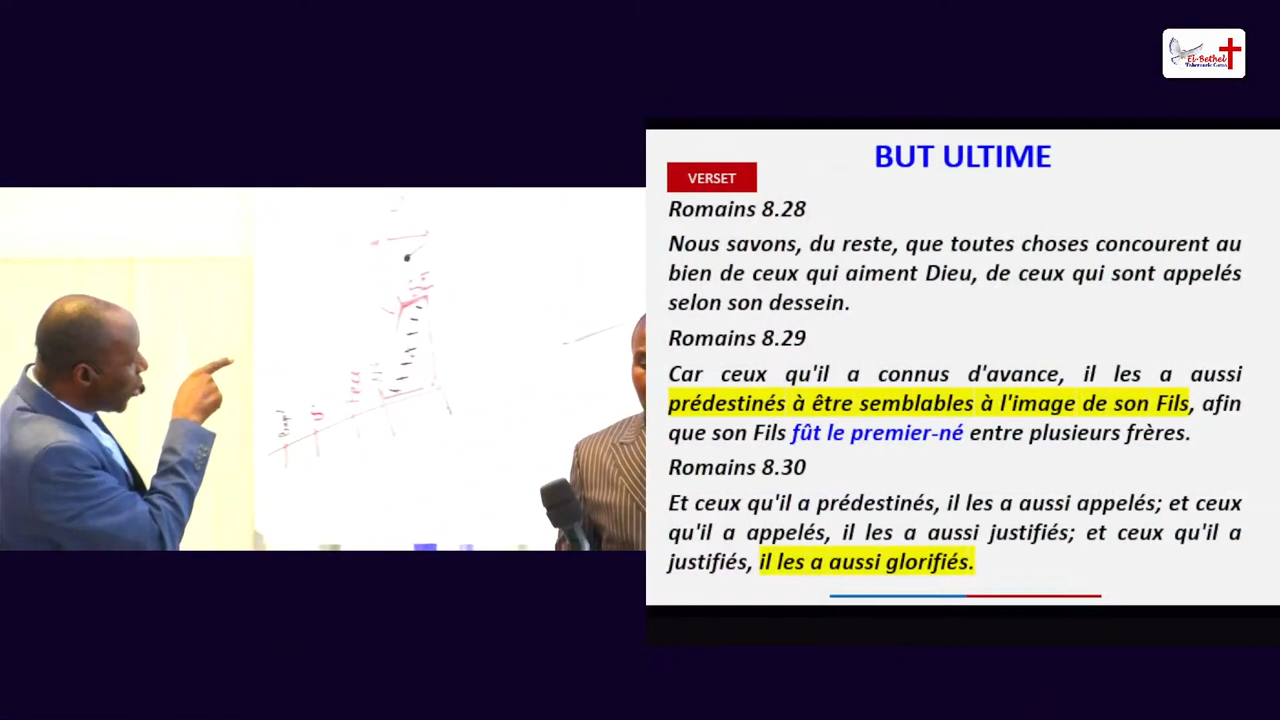 El-Bethel
BUT ULTIME
VERSET
Romains 8.28
Nous savons, du reste, que toutes choses concourent au
bien de ceux qui aiment Dieu, de ceux qui sont appelés
selon son dessein.
Romains 8.29
Car ceux qu'il a connus d'avance, il les a aussi
prédestinés à être semblables à l'image de son Fils, afin
que son Fils fût le premier-né entre plusieurs frères.
Romains 8.30
Et ceux qu'il a prédestinés, il les a aussi appelés; et ceux
qu'il a appelés, il les a aussi justifiés; et ceux qu'il a
justifiés, il les a aussi glorifiés.